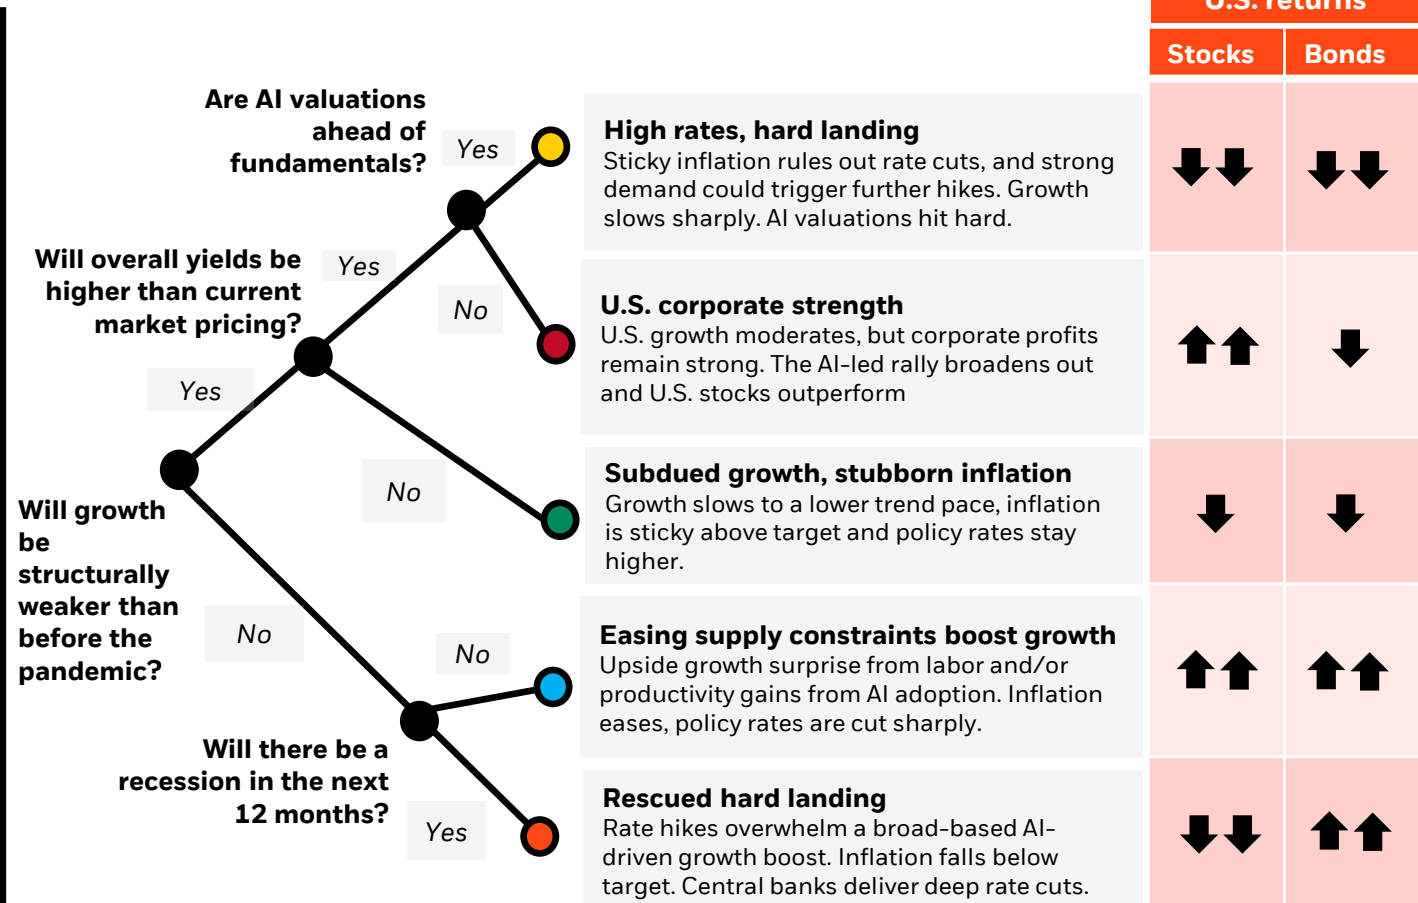 U.S. returns
Stocks
Bonds
Are AI valuations
ahead of
fundamentals?
Yes
High rates, hard landing
Sticky inflation rules out rate cuts, and strong
demand could trigger further hikes. Growth
slows sharply. AI valuations hit hard.
Will overall yields be
higher than current
market pricing?
Yes
No
U.S. corporate strength
U.S. growth moderates, but corporate profits
remain strong. The AI-led rally broadens out
and U.S. stocks outperform
Yes
No
Subdued growth, stubborn inflation
Growth slows to a lower trend pace, inflation
is sticky above target and policy rates stay
higher.
Will growth
be
structurally
weaker than
before the
pandemic?
No
No
Easing supply constraints boost growth
Upside growth surprise from labor and/or
productivity gains from AI adoption. Inflation
eases, policy rates are cut sharply.
Will there be a
recession in the next
12 months?
Yes
Rescued hard landing
Rate hikes overwhelm a broad-based AI-
driven growth boost. Inflation falls below
target. Central banks deliver deep rate cuts.